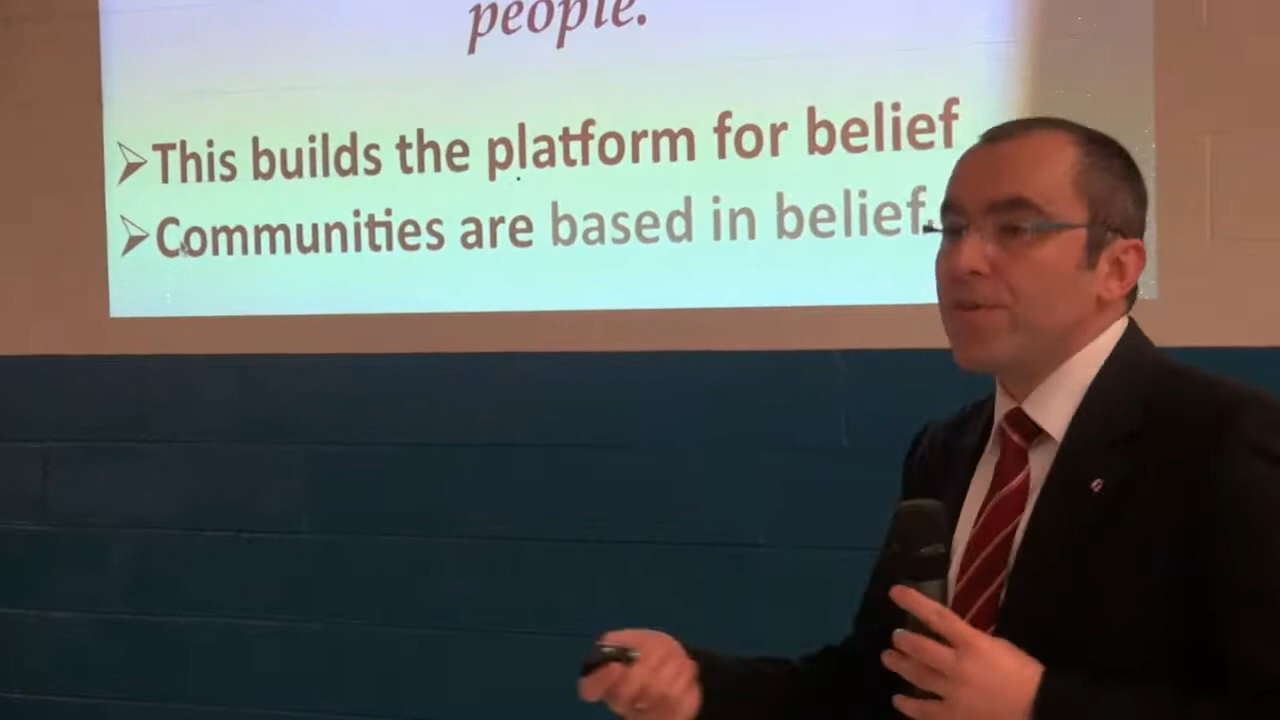 people.
This builds the platform for belief
Communities are based in belief.